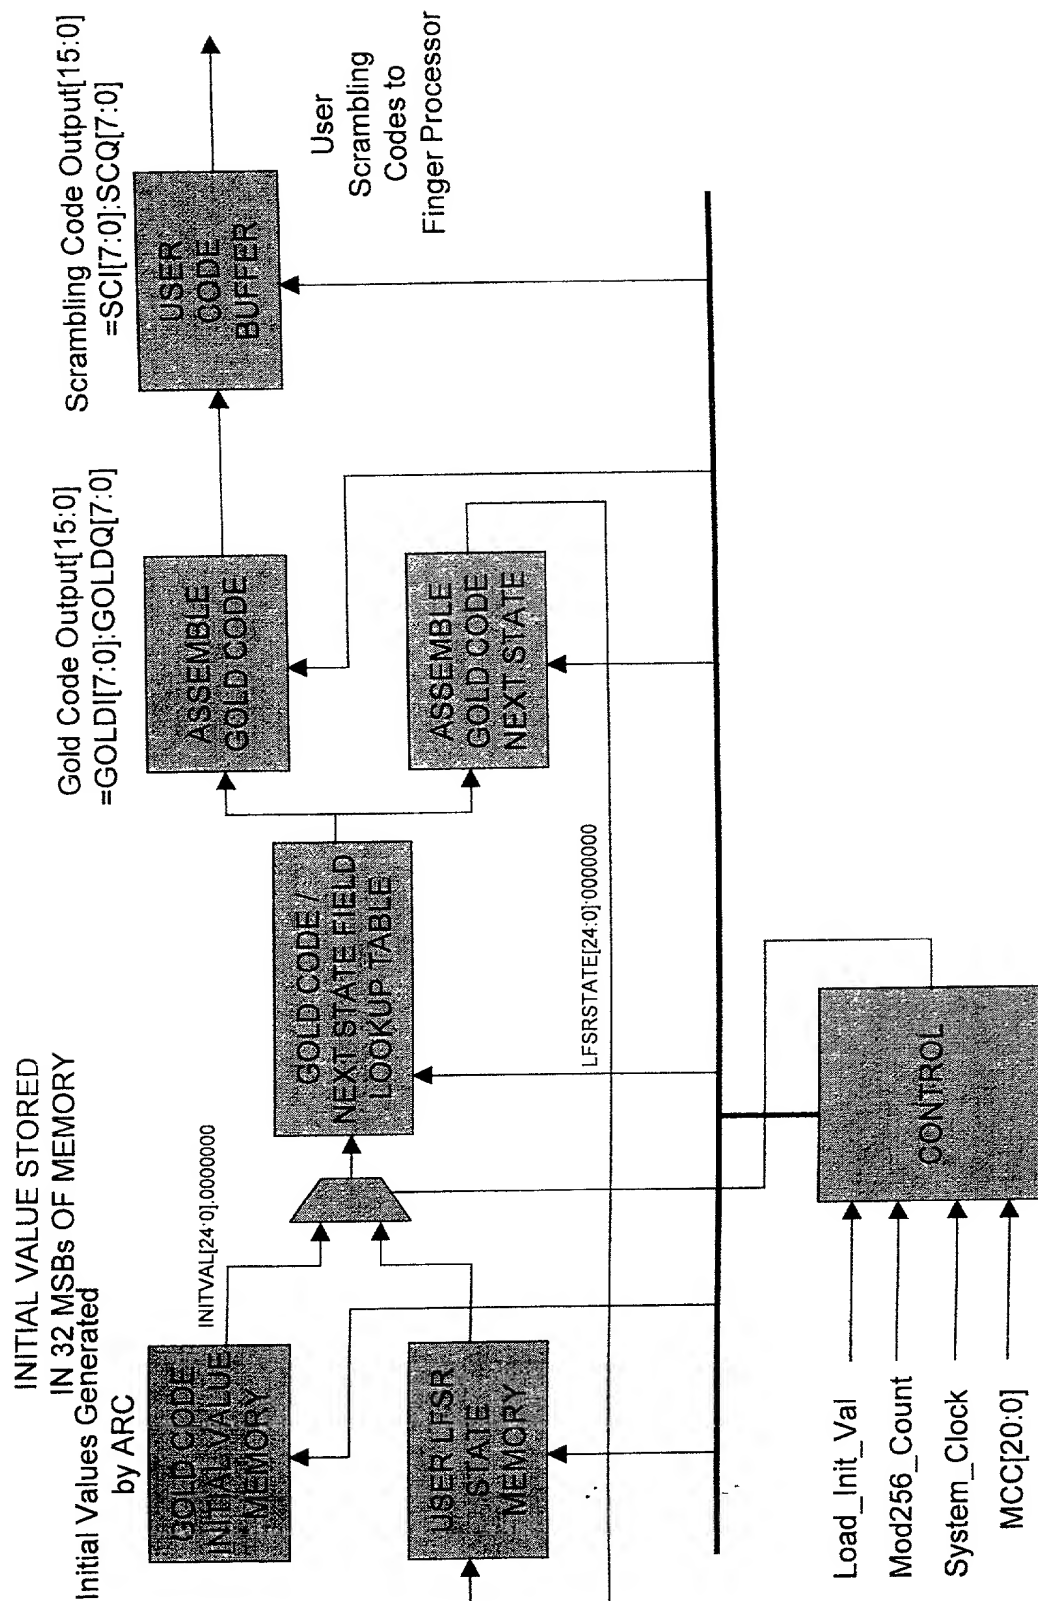 INITIAL VALUE STORED
IN 32 MSBs OF MEMORY
Initial Values Generated
by ARC
GOLD CODE
INITIAL VALUE
MEMORY
INITVAL[24:0],0000000
USER LFSR
STATE
MEMORY
GOLD CODE /
NEXT STATE FIELD
LOOKUP TABLE
Gold Code Output[15:0]
=GOLDI[7:0]:GOLDQ[7:0]
ASSEMBLE
GOLD CODE
ASSEMBLE
GOLD CODE
NEXT STATE
LFSRSTATE[24:0]:0000000
Scrambling Code Output[15:0]
=SCI[7:0]:SCQ[7:0]
USER
CODE
BUFFER
User
Scrambling
Codes to
Finger Processor
Load_Init_Val
Mod256_Count
System_Clock
MCC[20:0]
CONTROL